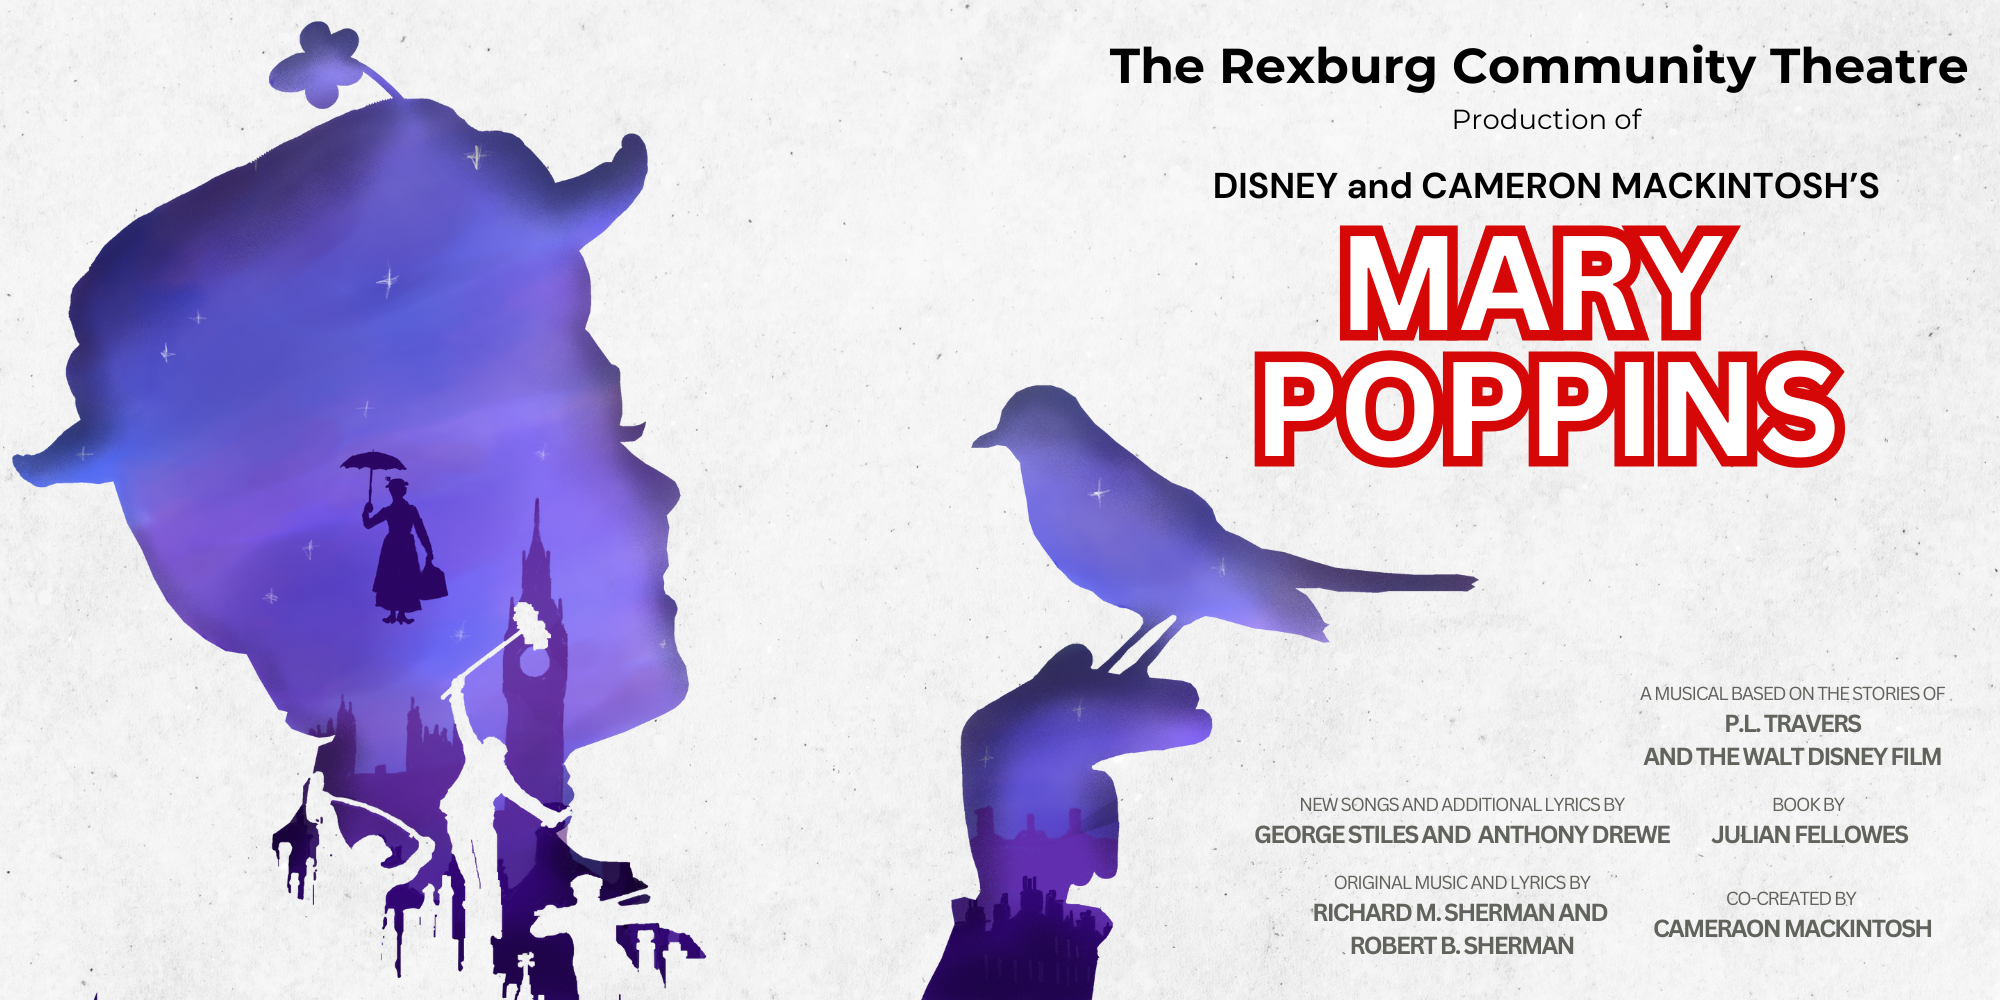 The Rexburg Community Theatre
Production of
DISNEY and CAMERON MACKINTOSH'S
MARY
POPPINS
A MUSICAL BASED ON THE STORIES OF
P.L. TRAVERS
AND THE WALT DISNEY FILM
NEW SONGS AND ADDITIONAL LYRICS BY
GEORGE STILES AND ANTHONY DREWE
BOOK BY
JULIAN FELLOWES
ORIGINAL MUSIC AND LYRICS BY
RICHARD M. SHERMAN AND
ROBERT B. SHERMAN
CO-CREATED BY
CAMERAON MACKINTOSH